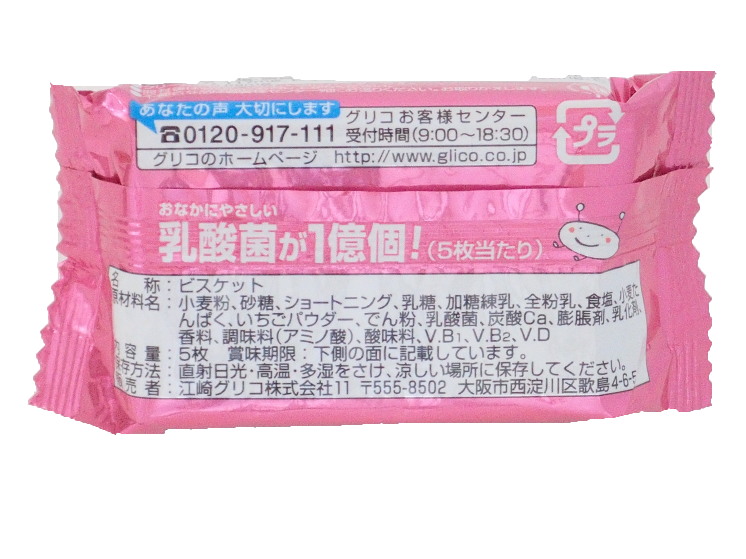 あなたの声 大切にします
☎0120-917-111
グリコお客様センター
受付時間(9:00～18:30)
グリコのホームページ http://www.glico.co.jp
プラ
おなかにやさしい
乳酸菌が1億個!(5枚当たり)
名 称:ビスケット
原材料名:小麦粉、砂糖、ショートニング、乳糖、加糖練乳、全粉乳、食塩、小麦た
んぱく、いちごパウダー、でん粉、乳酸菌、炭酸Ca、膨脹剤、乳化剤、
香料、調味料(アミノ酸)、酸味料、V.B1、V.B2、V.D
内容量:5枚 賞味期限:下側の面に記載しています。
保存方法:直射日光・高温・多湿をさけ、涼しい場所に保存してください。
販売者:江崎グリコ株式会社11 〒555-8502 大阪市西淀川区歌島4-6-5